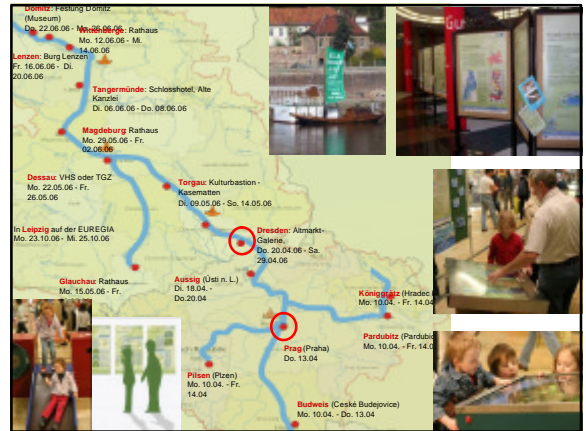 Dömitz: Festung Dömitz
(Museum)
Do. 22.06.06 - Mo. 26.06.06
Wittenberge: Rathaus
Mo. 12.06.06 - Mi.
14.06.06
Lenzen: Burg Lenzen
Fr. 16.06.06 - Di.
20.06.06
Tangermünde: Schlosshotel, Alte
Kanzlei
Di. 06.06.06 - Do. 08.06.06
Magdeburg: Rathaus
Mo. 29.05.06 - Fr.
02.06.06
Dessau: VHS oder TGZ
Mo. 22.05.06 - Fr.
26.05.06
Torgau: Kulturbastion -
Kasematten
Di. 09.05.06 - So. 14.05.06
In Leipzig auf der EUREGIA
Mo. 23.10.06 - Mi. 25.10.06
Dresden: Altmarkt-
Galerie,
Do. 20.04.06 - Sa.
29.04.06
Glauchau: Rathaus
Mo. 15.05.06 - Fr.
Aussig (Ústi n. L.)
Di. 18.04. -
Do.20.04
Königgrätz (Hradec
Mo. 10.04. - Fr. 14.04
Pardubitz (Pardubic
Mo. 10.04. - Fr. 14.0
Prag (Praha)
Do. 13.04
Pilsen (Plzen)
Mo. 10.04. - Fr.
14.04
Budweis (Ceské Budejovice)
Mo. 10.04. - Do. 13.04